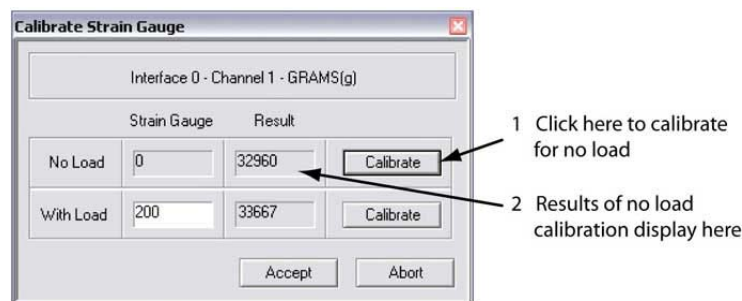 Calibrate Strain Gauge
Interface 0 - Channel 1 - GRAMS(g)
Strain Gauge Result
No Load 0 32960 Calibrate
With Load 200 33667 Calibrate
Accept Abort
1 Click here to calibrate
for no load
2 Results of no load
calibration display here